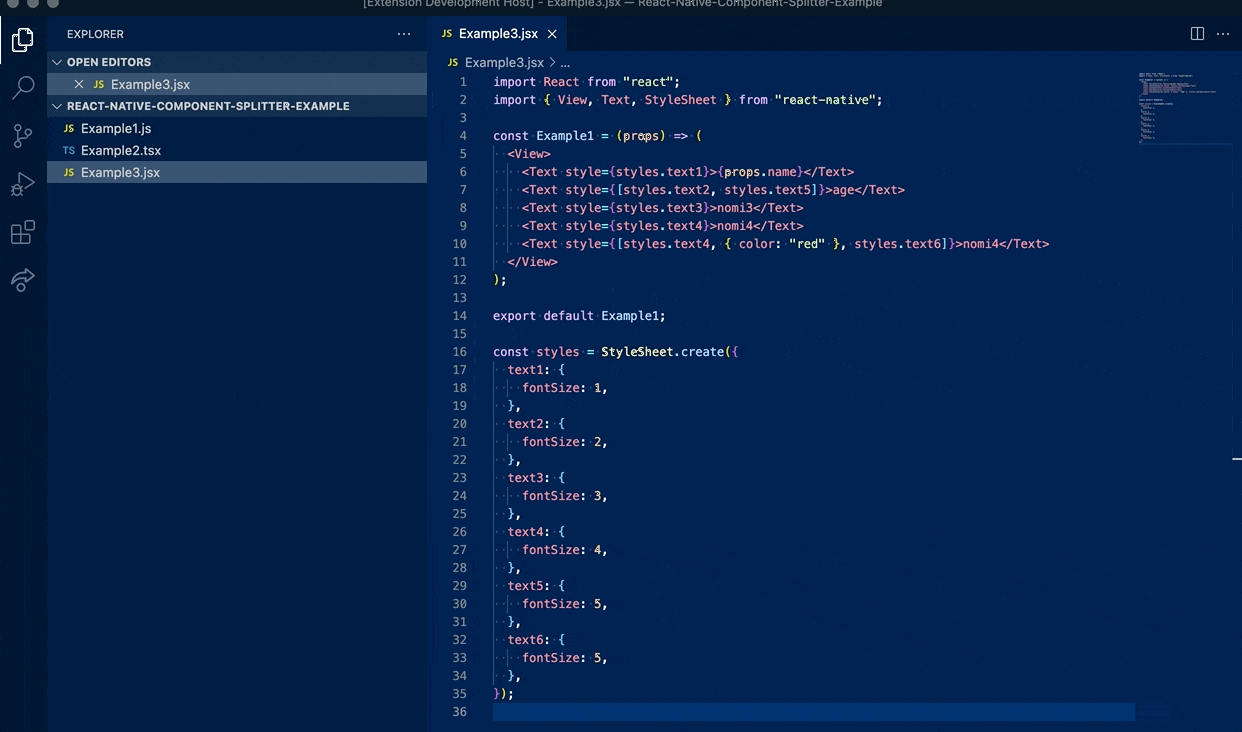 [Extension Development Host] - Example3.jsx — React-Native-Component-Splitter-Example
EXPLORER
OPEN EDITORS
JS Example3.jsx
REACT-NATIVE-COMPONENT-SPLITTER-EXAMPLE
JS Example1.js
TS Example2.tsx
JS Example3.jsx
JS Example3.jsx
JS Example3.jsx > ...
1 import React from "react";
2 import { View, Text, StyleSheet } from "react-native";
3
4 const Example1 = (props) => (
5 <View>
6 <Text style={styles.text1}>{props.name}</Text>
7 <Text style={[styles.text2, styles.text5]}>age</Text>
8 <Text style={styles.text3}>nomi3</Text>
9 <Text style={styles.text4}>nomi4</Text>
10 <Text style={[styles.text4, { color: "red" }, styles.text6]}>nomi4</Text>
11 </View>
12 );
13
14 export default Example1;
15
16 const styles = StyleSheet.create({
17 text1: {
18 fontSize: 1,
19 },
20 text2: {
21 fontSize: 2,
22 },
23 text3: {
24 fontSize: 3,
25 },
26 text4: {
27 fontSize: 4,
28 },
29 text5: {
30 fontSize: 5,
31 },
32 text6: {
33 fontSize: 5,
34 },
35 });
36